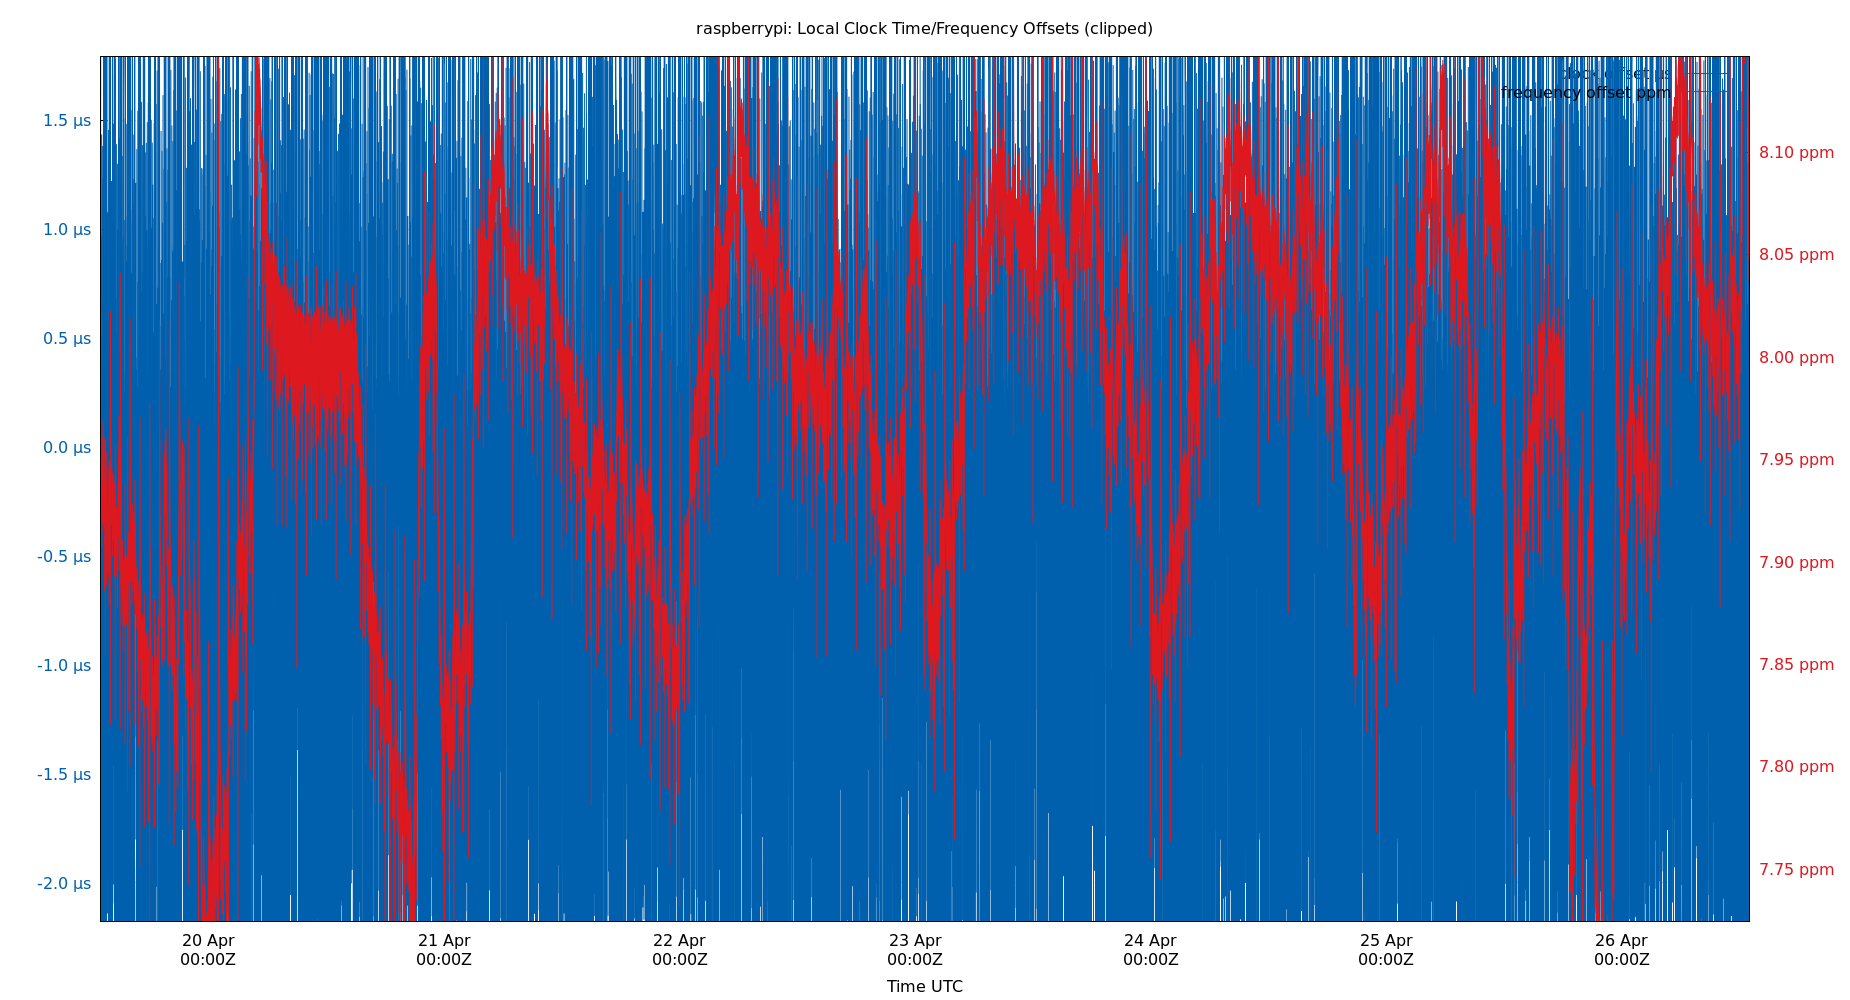 raspberrypi: Local Clock Time/Frequency Offsets (clipped)
clock offset μs
frequency offset ppm
1.5 μs
1.0 μs
0.5 μs
0.0 μs
-0.5 μs
-1.0 μs
-1.5 μs
-2.0 μs
8.10 ppm
8.05 ppm
8.00 ppm
7.95 ppm
7.90 ppm
7.85 ppm
7.80 ppm
7.75 ppm
20 Apr 21 Apr 22 Apr 23 Apr 24 Apr 25 Apr 26 Apr
00:00Z 00:00Z 00:00Z 00:00Z 00:00Z 00:00Z 00:00Z
Time UTC